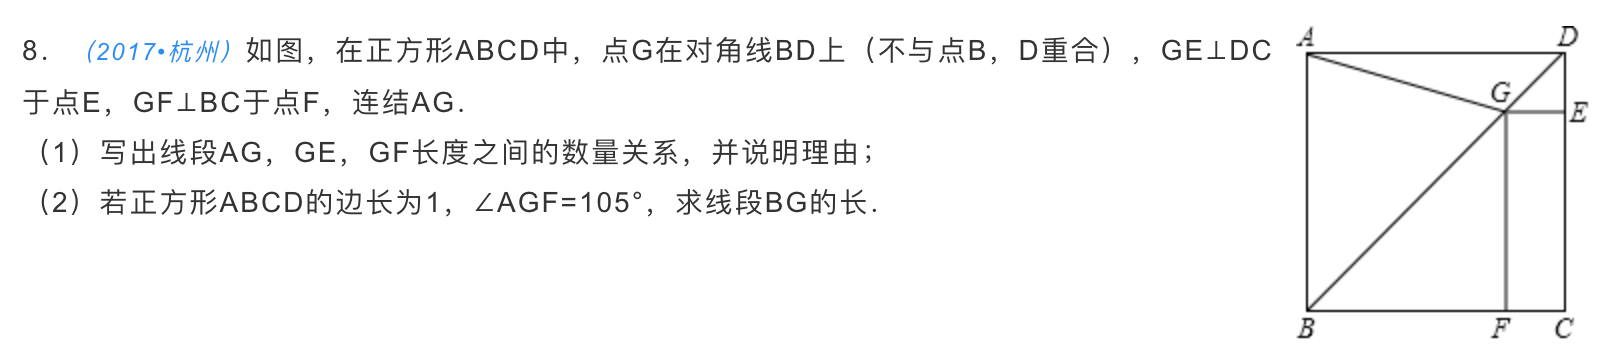 8. （2017•杭州）如图，在正方形ABCD中，点G在对角线BD上（不与点B，D重合），GE⊥DC
于点E，GF⊥BC于点F，连结AG.
（1）写出线段AG，GE，GF长度之间的数量关系，并说明理由；
（2）若正方形ABCD的边长为1，∠AGF=105°，求线段BG的长.
A D
G
E
B F C